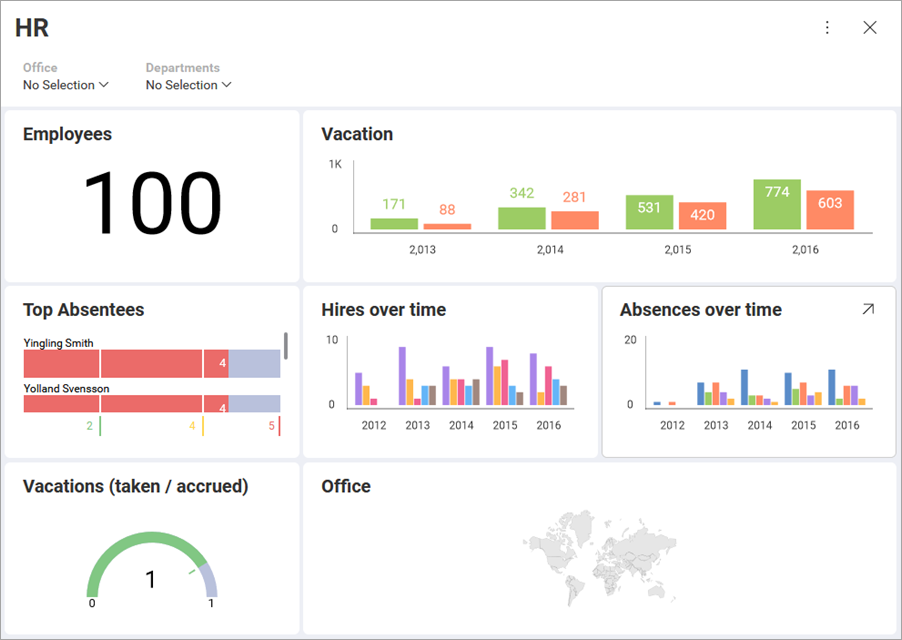 HR
Office
Departments
No Selection
No Selection
Employees
100
Vacation
1K
0
171
88
342
281
531
420
774
603
2,013
2,014
2,015
2,016
Top Absentees
Yingling Smith
4
Yolland Svensson
4
2
4
5
Hires over time
10
0
2012
2013
2014
2015
2016
Absences over time
20
0
2012
2013
2014
2015
2016
Vacations (taken / accrued)
1
0
1
Office